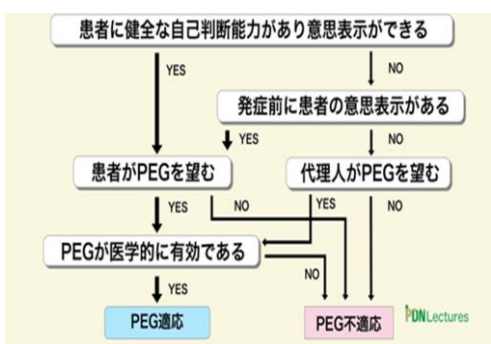 患者に健全な自己判断能力があり意思表示ができる
YES
NO
発症前に患者の意思表示がある
YES
NO
患者がPEGを望む
代理人がPEGを望む
YES
NO
YES
NO
PEGが医学的に有効である
NO
YES
PEG適応
PEG不適応
PDNLectures